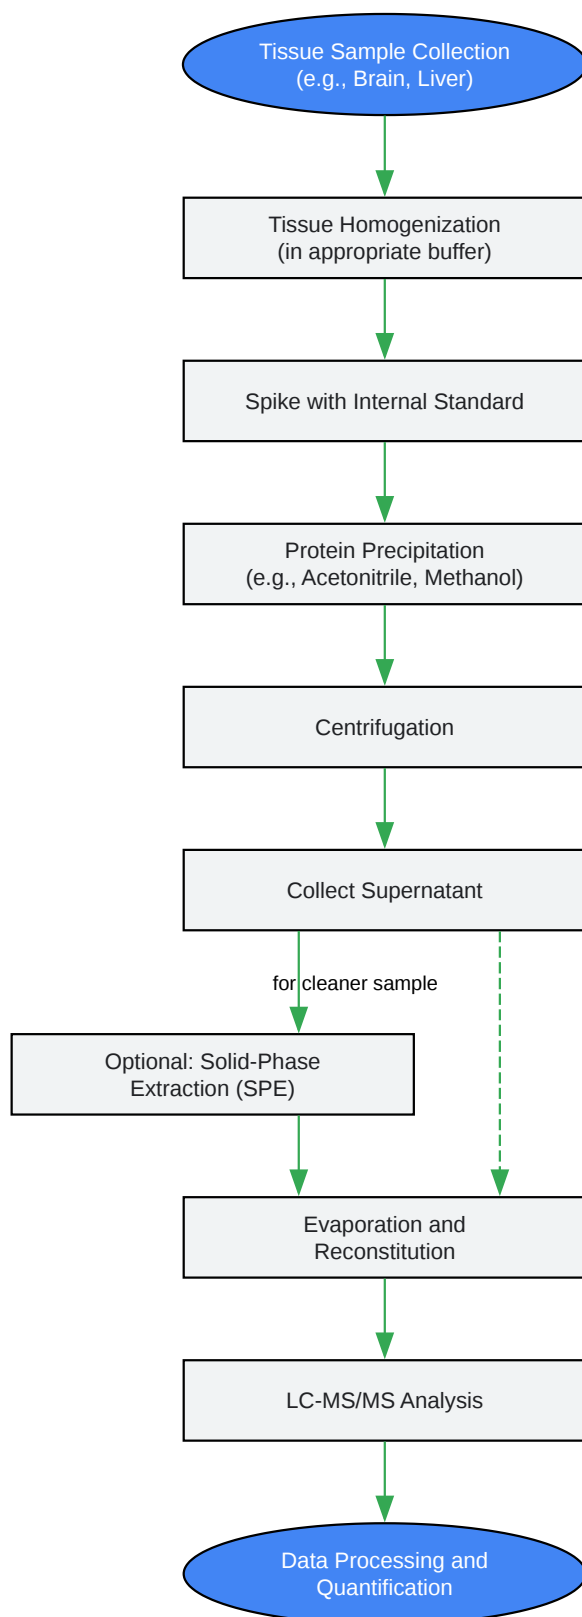 Tissue Sample Collection
(e.g., Brain, Liver)
Tissue Homogenization
(in appropriate buffer)
Spike with Internal Standard
Protein Precipitation
(e.g., Acetonitrile, Methanol)
Centrifugation
Collect Supernatant
for cleaner sample
Optional: Solid-Phase
Extraction (SPE)
Evaporation and
Reconstitution
LC-MS/MS Analysis
Data Processing and
Quantification